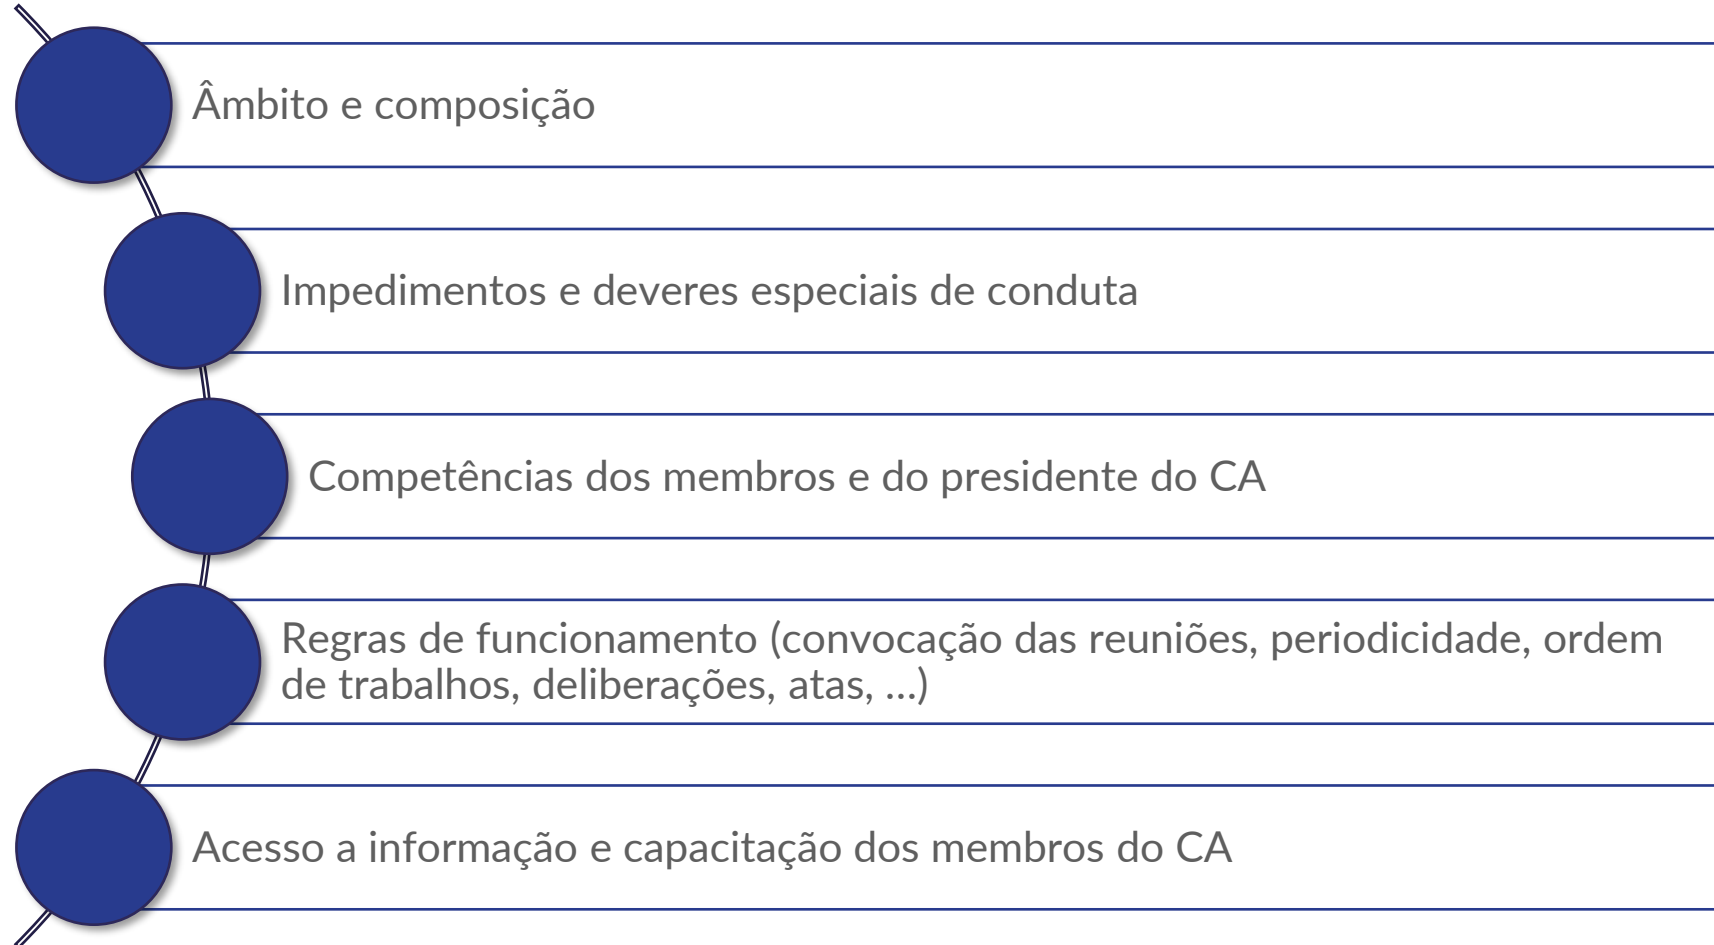 Âmbito e composição
Impedimentos e deveres especiais de conduta
Competências dos membros e do presidente do CA
Regras de funcionamento (convocação das reuniões, periodicidade, ordem
de trabalhos, deliberações, atas, ...)
Acesso a informação e capacitação dos membros do CA